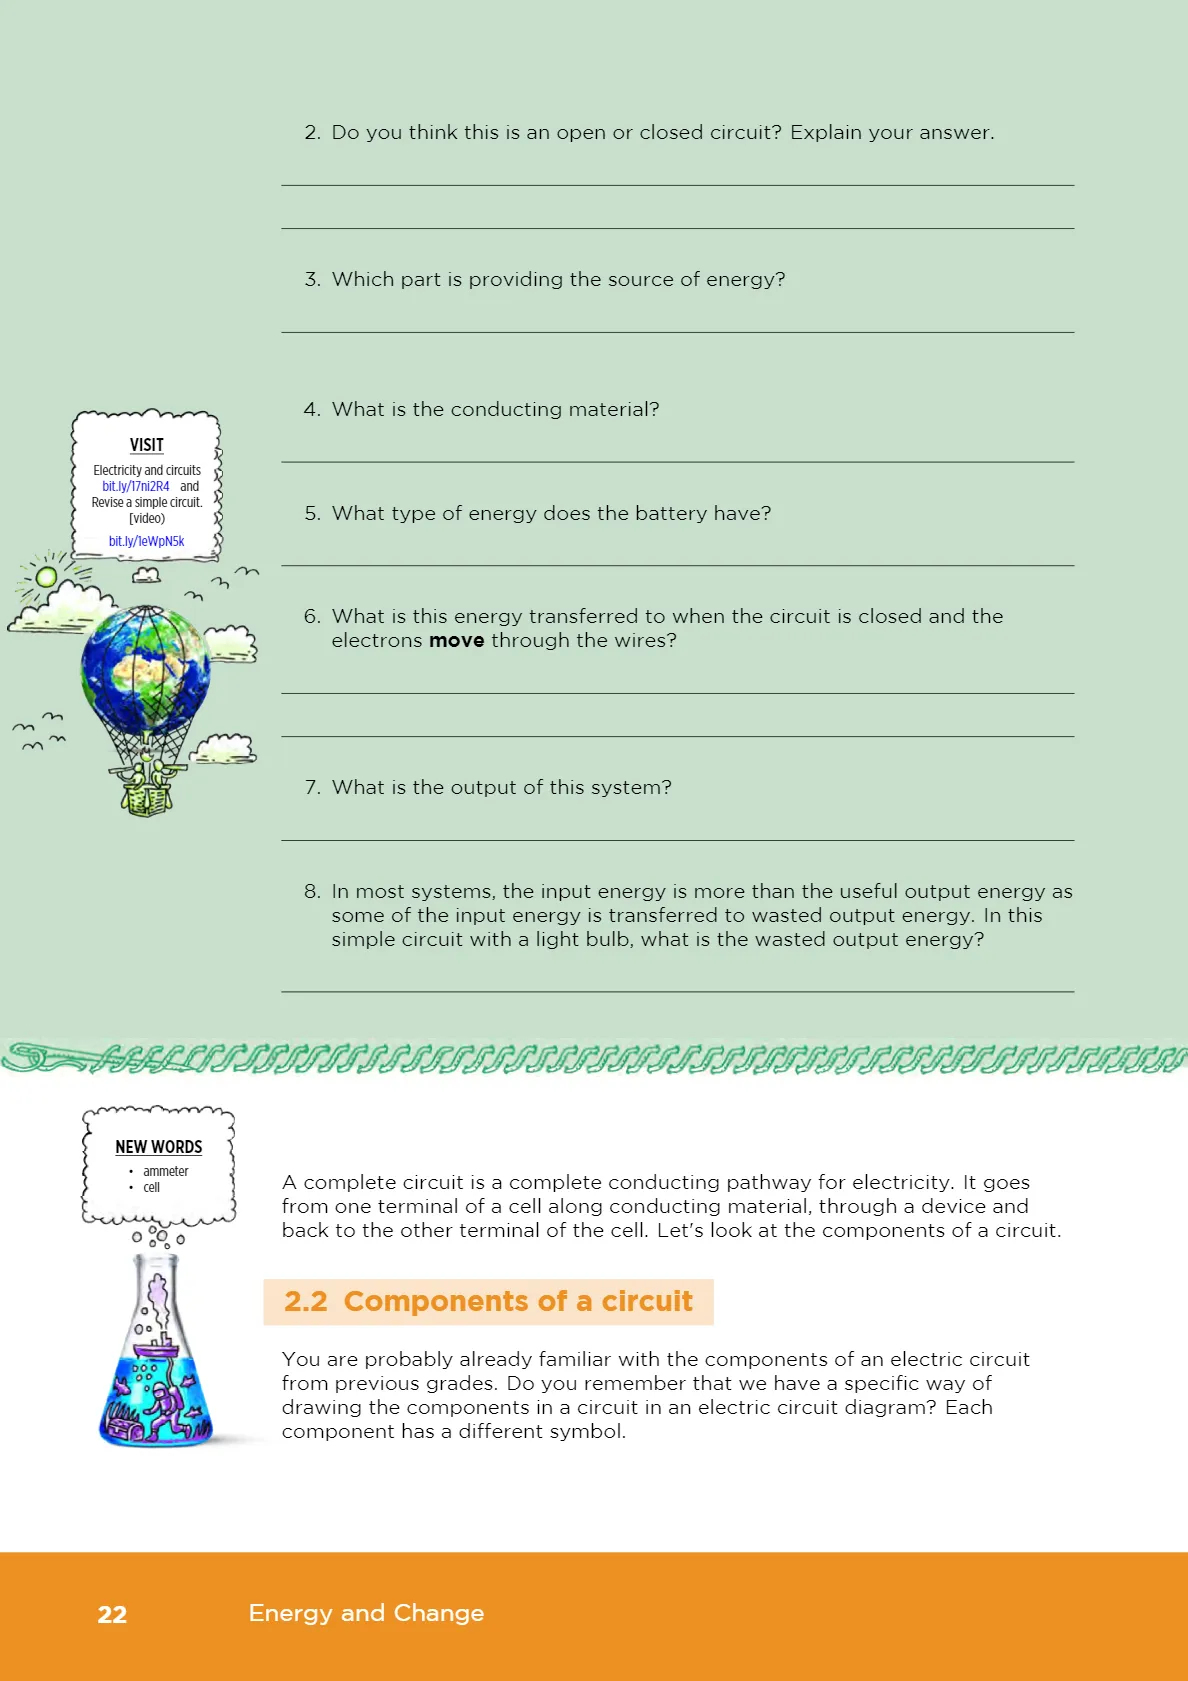 2. Do you think this is an open or closed circuit? Explain your answer.
3. Which part is providing the source of energy?
4. What is the conducting material?
VISIT
Electricity and circuits
bit.ly/17ni2R4 and
Revise a simple circuit.
[video)
bit.ly/1eWpN5k
5. What type of energy does the battery have?
6. What is this energy transferred to when the circuit is closed and the
electrons move through the wires?
7. What is the output of this system?
8. In most systems, the input energy is more than the useful output energy as
some of the input energy is transferred to wasted output energy. In this
simple circuit with a light bulb, what is the wasted output energy?
NEW WORDS
• ammeter
• cell
A complete circuit is a complete conducting pathway for electricity. It goes
from one terminal of a cell along conducting material, through a device and
back to the other terminal of the cell. Let's look at the components of a circuit.
2.2 Components of a circuit
You are probably already familiar with the components of an electric circuit
from previous grades. Do you remember that we have a specific way of
drawing the components in a circuit in an electric circuit diagram? Each
component has a different symbol.
22 Energy and Change